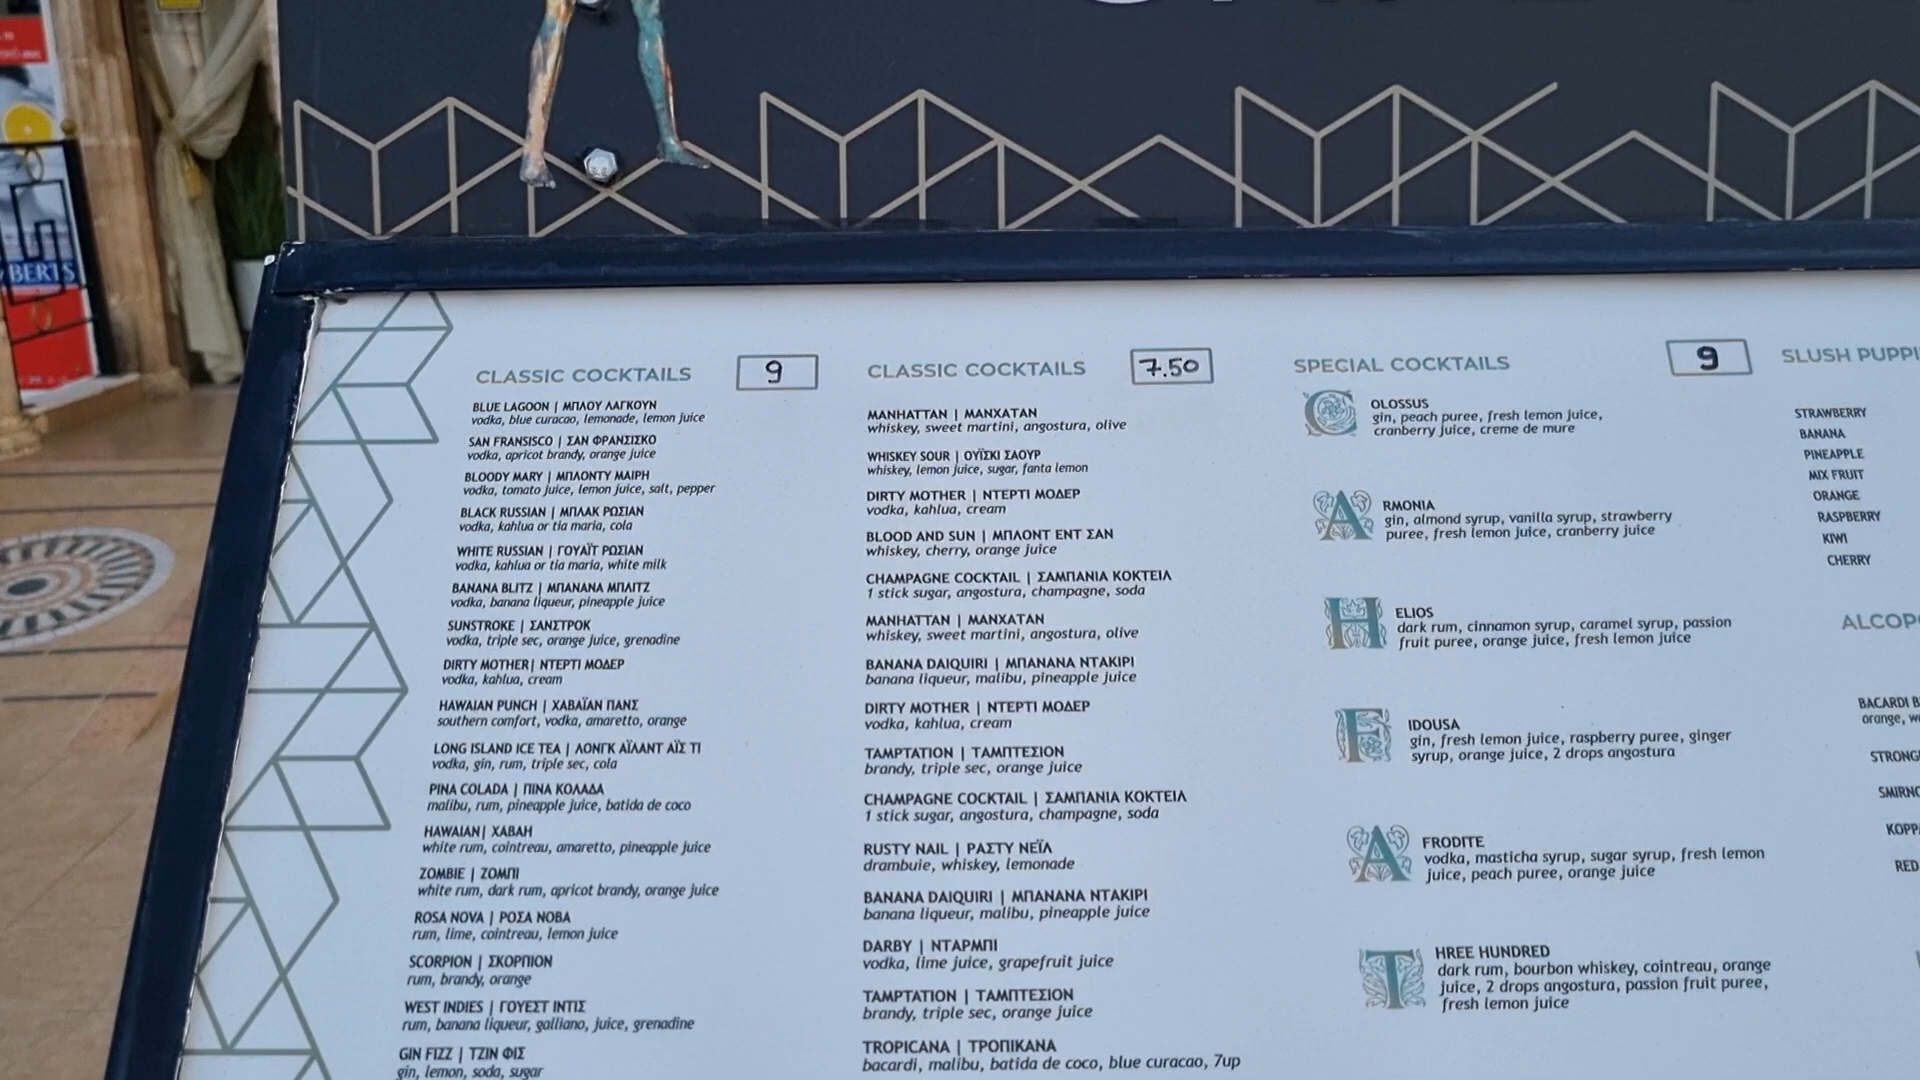 BERTS
CLASSIC COCKTAILS 9
BLUE LAGOON | ΜΠΛΟΥ ΛΑΓΚΟΥΝ
vodka, blue curacao, lemonade, lemon juice
SAN FRANSISCO | ΣΑΝ ΦΡΑΝΣΙΣΚΟ
vodka, apricot brandy, orange juice
BLOODY MARY | ΜΠΛΟΝΤΥ ΜΑΙΡΗ
vodka, tomato juice, lemon juice, salt, pepper
BLACK RUSSIAN | ΜΠΛΑΚ ΡΩΣΙΑΝ
vodka, kahlua or tia maria, cola
WHITE RUSSIAN | ΓΟΥΑΪΤ ΡΩΣΙΑΝ
vodka, kahlua or tia maria, white milk
BANANA BLITZ | ΜΠΑΝΑΝΑ ΜΠΛΙΤΖ
vodka, banana liqueur, pineapple juice
SUNSTROKE | ΣΑΝΣΤΡΟΚ
vodka, triple sec, orange juice, grenadine
DIRTY MOTHER| ΝΤΕΡΤΙ ΜΟΔΕΡ
vodka, kahlua, cream
HAWAIAN PUNCH | ΧΑΒΑΪΑΝ ΠΑΝΣ
southern comfort, vodka, amaretto, orange
LONG ISLAND ICE TEA | ΛΟΝΓΚ ΑΪΛΑΝΤ ΑΪΣ ΤΙ
vodka, gin, rum, triple sec, cola
PINA COLADA | ΠΙΝΑ ΚΟΛΑΔΑ
malibu, rum, pineapple juice, batida de coco
HAWAIAN| ΧΑΒΑΗ
white rum, cointreau, amaretto, pineapple juice
ZOMBIE | ΖΟΜΠΙ
white rum, dark rum, apricot brandy, orange juice
ROSA NOVA | ΡΟΣΑ ΝΟΒΑ
rum, lime, cointreau, lemon juice
SCORPION | ΣΚΟΡΠΙΟΝ
rum, brandy, orange
WEST INDIES | ΓΟΥΕΣΤ ΙΝΤΙΣ
rum, banana liqueur, galliano, juice, grenadine
GIN FIZZ | ΤΖΙΝ ΦΙΣ
gin, lemon, soda, sugar
CLASSIC COCKTAILS 7.50
MANHATTAN | ΜΑΝΧΑΤΑΝ
whiskey, sweet martini, angostura, olive
WHISKEY SOUR | ΟΥΪΣΚΙ ΣΑΟΥΡ
whiskey, lemon juice, sugar, fanta lemon
DIRTY MOTHER | ΝΤΕΡΤΙ ΜΟΔΕΡ
vodka, kahlua, cream
BLOOD AND SUN | ΜΠΛΟΝΤ ΕΝΤ ΣΑΝ
whiskey, cherry, orange juice
CHAMPAGNE COCKTAIL | ΣΑΜΠΑΝΙΑ ΚΟΚΤΕΙΛ
1 stick sugar, angostura, champagne, soda
MANHATTAN | ΜΑΝΧΑΤΑΝ
whiskey, sweet martini, angostura, olive
BANANA DAIQUIRI | ΜΠΑΝΑΝΑ ΝΤΑΚΙΡΙ
banana liqueur, malibu, pineapple juice
DIRTY MOTHER | ΝΤΕΡΤΙ ΜΟΔΕΡ
vodka, kahlua, cream
TAMPTATION | ΤΑΜΠΤΕΣΙΟΝ
brandy, triple sec, orange juice
CHAMPAGNE COCKTAIL | ΣΑΜΠΑΝΙΑ ΚΟΚΤΕΙΛ
1 stick sugar, angostura, champagne, soda
RUSTY NAIL | ΡΑΣΤΥ ΝΕΪΛ
drambuie, whiskey, lemonade
BANANA DAIQUIRI | ΜΠΑΝΑΝΑ ΝΤΑΚΙΡΙ
banana liqueur, malibu, pineapple juice
DARBY | ΝΤΑΡΜΠΙ
vodka, lime juice, grapefruit juice
TAMPTATION | ΤΑΜΠΤΕΣΙΟΝ
brandy, triple sec, orange juice
TROPICANA | ΤΡΟΠΙΚΑΝΑ
bacardi, malibu, batida de coco, blue curacao, 7up
SPECIAL COCKTAILS 9
COLOSSUS
gin, peach puree, fresh lemon juice,
cranberry juice, creme de mure
ARMONIA
gin, almond syrup, vanilla syrup, strawberry
puree, fresh lemon juice, cranberry juice
HELIOS
dark rum, cinnamon syrup, caramel syrup, passion
fruit puree, orange juice, fresh lemon juice
FIDOUSA
gin, fresh lemon juice, raspberry puree, ginger
syrup, orange juice, 2 drops angostura
AFRODITE
vodka, masticha syrup, sugar syrup, fresh lemon
juice, peach puree, orange juice
THREE HUNDRED
dark rum, bourbon whiskey, cointreau, orange
juice, 2 drops angostura, passion fruit puree,
fresh lemon juice
SLUSH PUPPI
STRAWBERRY
BANANA
PINEAPPLE
MIX FRUIT
ORANGE
RASPBERRY
KIWI
CHERRY
ALCOP
BACARDI B
orange, w
STRONG
SMIRNO
KOPP
RED